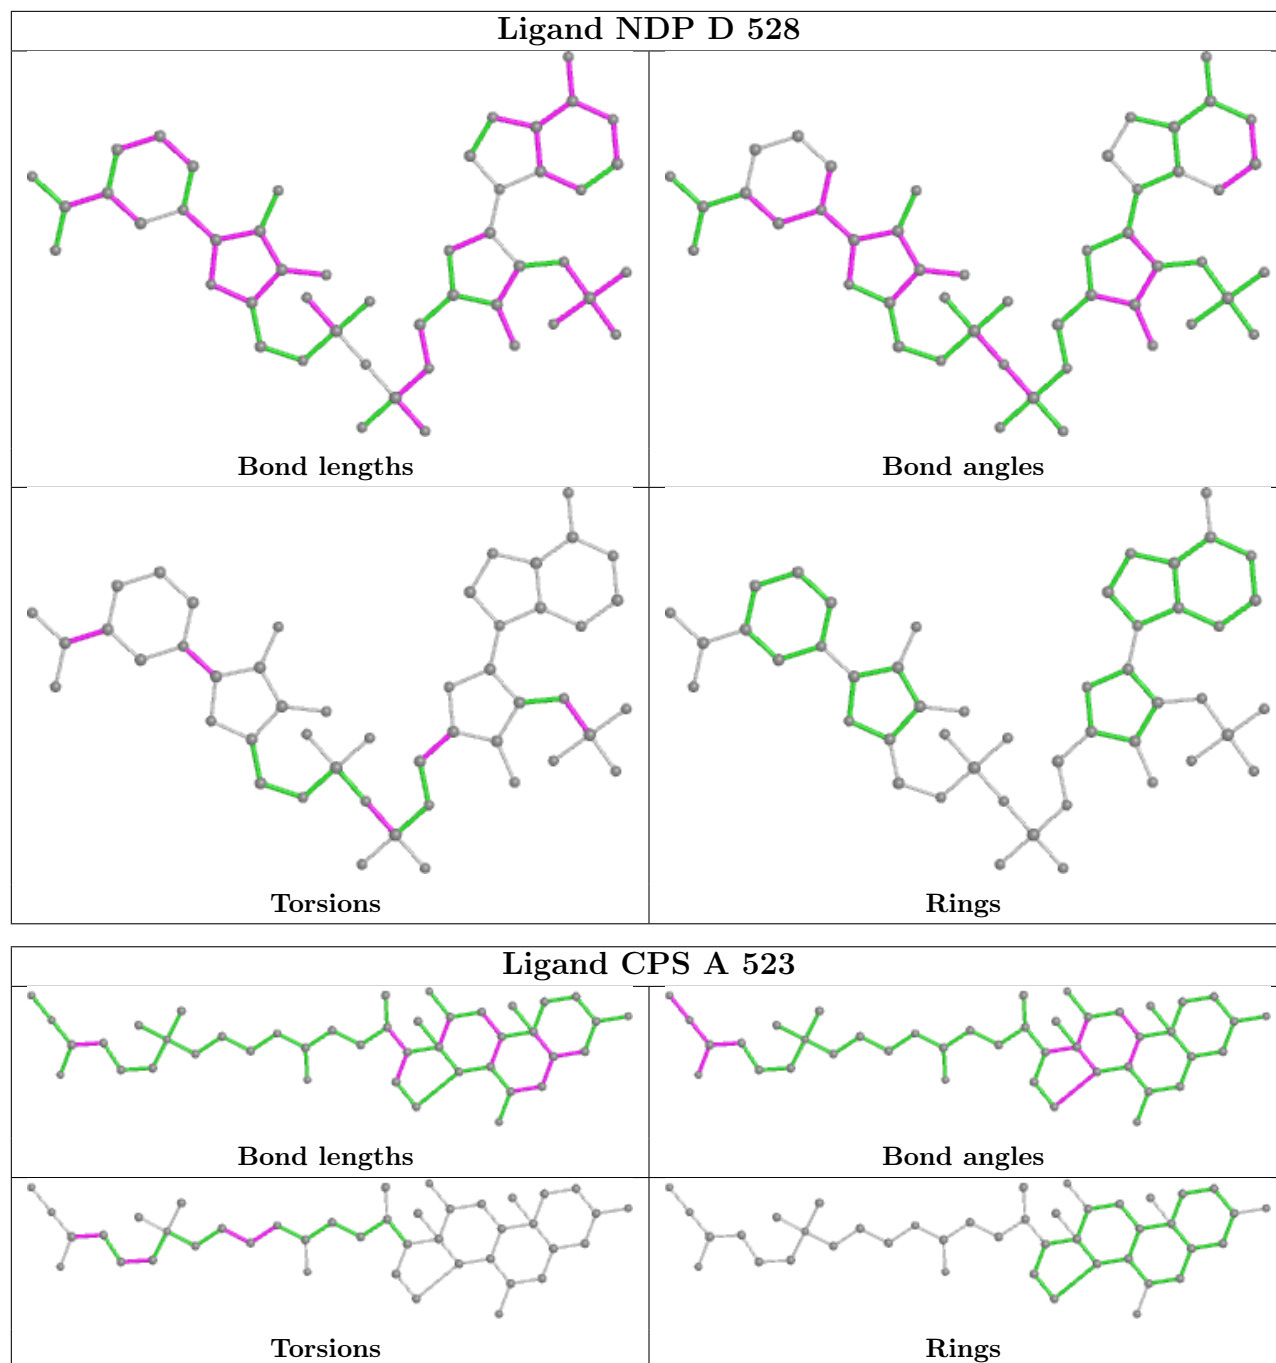 Ligand NDP D 528
Bond lengths
Bond angles
Torsions
Rings
Ligand CPS A 523
Bond lengths
Bond angles
Torsions
Rings